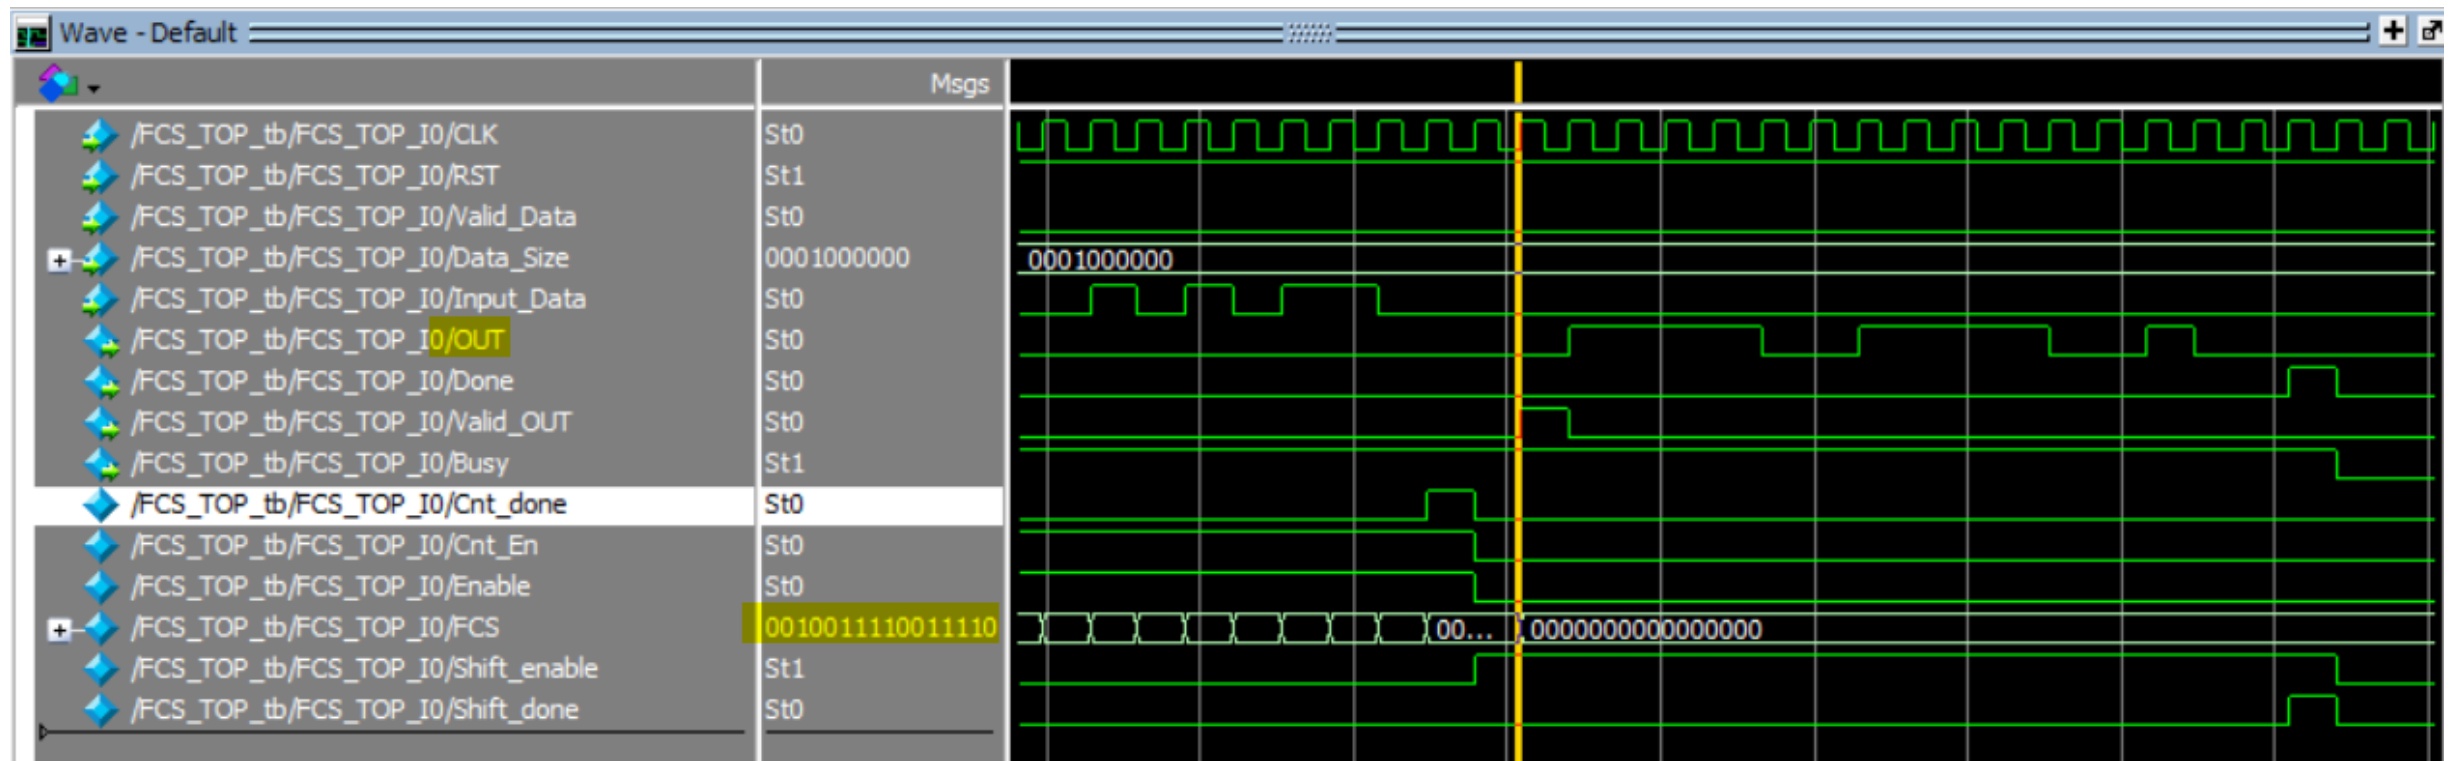 Wave - Default
Msgs
/FCS_TOP_tb/FCS_TOP_I0/CLK St0
/FCS_TOP_tb/FCS_TOP_I0/RST St1
/FCS_TOP_tb/FCS_TOP_I0/Valid_Data St0
/FCS_TOP_tb/FCS_TOP_I0/Data_Size 0001000000 0001000000
/FCS_TOP_tb/FCS_TOP_I0/Input_Data St0
/FCS_TOP_tb/FCS_TOP_I0/OUT St0
/FCS_TOP_tb/FCS_TOP_I0/Done St0
/FCS_TOP_tb/FCS_TOP_I0/Valid_OUT St0
/FCS_TOP_tb/FCS_TOP_I0/Busy St1
/FCS_TOP_tb/FCS_TOP_I0/Cnt_done St0
/FCS_TOP_tb/FCS_TOP_I0/Cnt_En St0
/FCS_TOP_tb/FCS_TOP_I0/Enable St0
/FCS_TOP_tb/FCS_TOP_I0/FCS 0010011110011110 00... 0000000000000000
/FCS_TOP_tb/FCS_TOP_I0/Shift_enable St1
/FCS_TOP_tb/FCS_TOP_I0/Shift_done St0